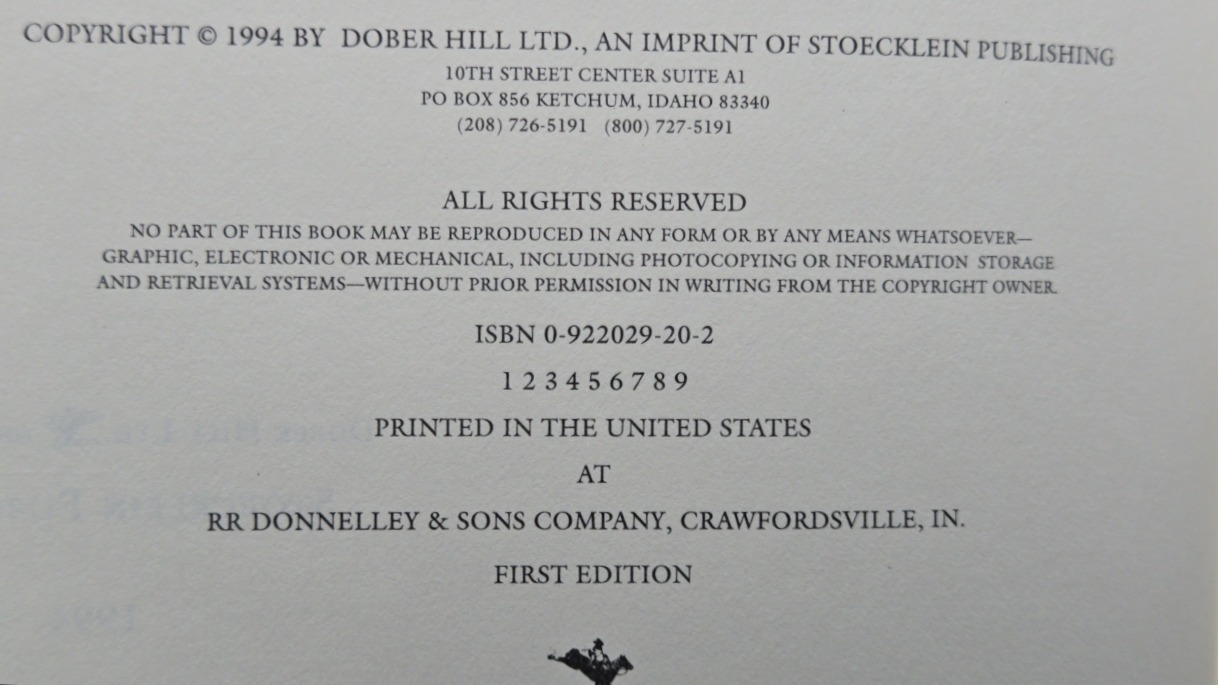 COPYRIGHT © 1994 BY DOBER HILL LTD., AN IMPRINT OF STOECKLEIN PUBLISHING
10TH STREET CENTER SUITE A1
PO BOX 856 KETCHUM, IDAHO 83340
(208) 726-5191 (800) 727-5191
ALL RIGHTS RESERVED
NO PART OF THIS BOOK MAY BE REPRODUCED IN ANY FORM OR BY ANY MEANS WHATSOEVER—
GRAPHIC, ELECTRONIC OR MECHANICAL, INCLUDING PHOTOCOPYING OR INFORMATION STORAGE
AND RETRIEVAL SYSTEMS—WITHOUT PRIOR PERMISSION IN WRITING FROM THE COPYRIGHT OWNER.
ISBN 0-922029-20-2
1 2 3 4 5 6 7 8 9
PRINTED IN THE UNITED STATES
AT
RR DONNELLEY & SONS COMPANY, CRAWFORDSVILLE, IN.
FIRST EDITION